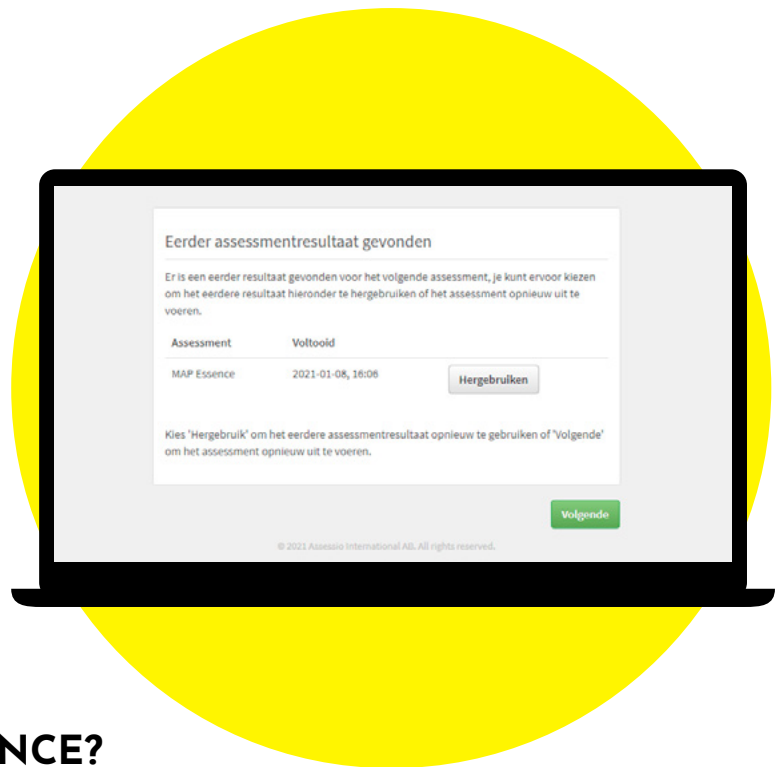 Eerder assessmentresultaat gevonden
Er is een eerder resultaat gevonden voor het volgende assessment, je kunt ervoor kiezen
om het eerdere resultaat hieronder te hergebruiken of het assessment opnieuw uit te
voeren.
Assessment Voltooid
MAP Essence 2021-01-08, 16:06 Hergebruiken
Kies 'Hergebruik' om het eerdere assessmentresultaat opnieuw te gebruiken of 'Volgende'
om het assessment opnieuw uit te voeren.
Volgende
© 2021 Assessio International AB. All rights reserved.
NCE?